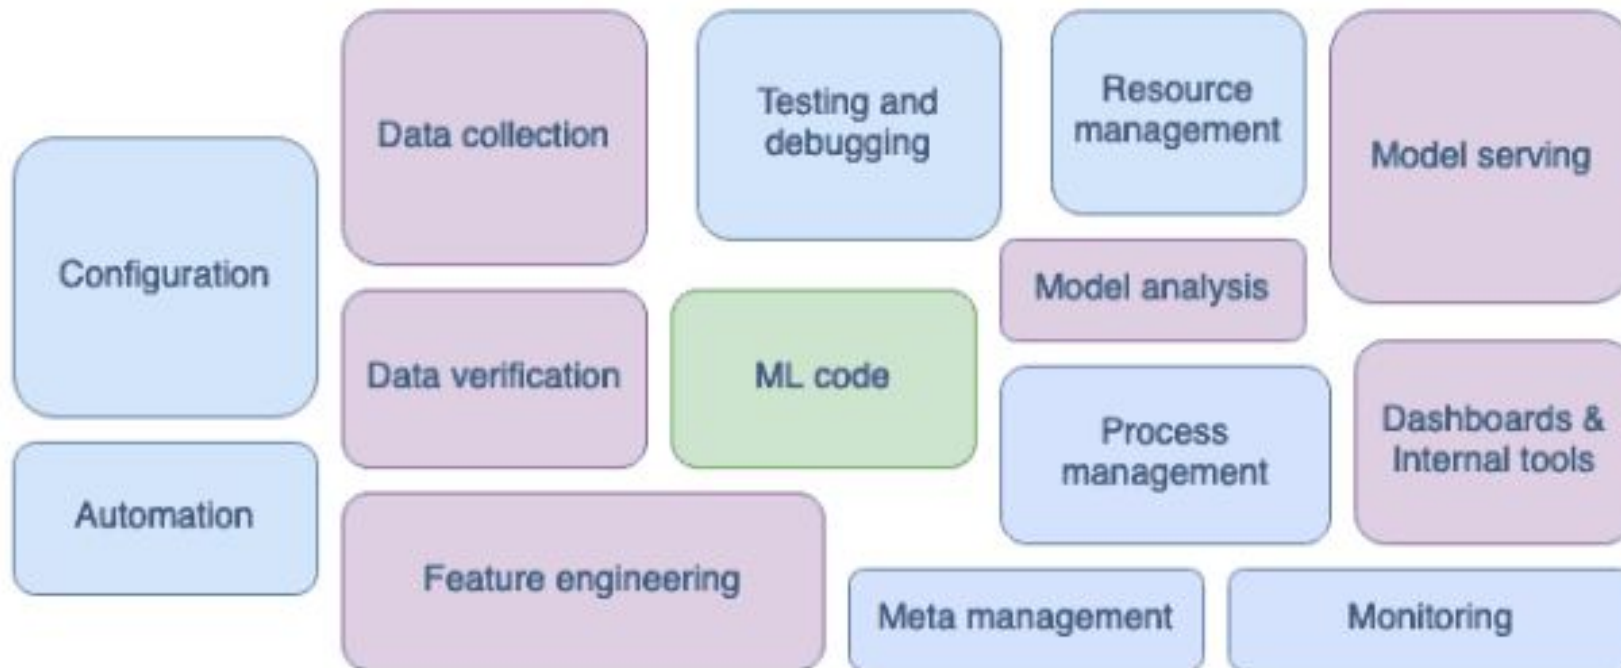 Data collection
Testing and
debugging
Resource
management
Model serving
Configuration
Model analysis
Data verification
ML code
Process
management
Dashboards &
Internal tools
Automation
Feature engineering
Meta management
Monitoring